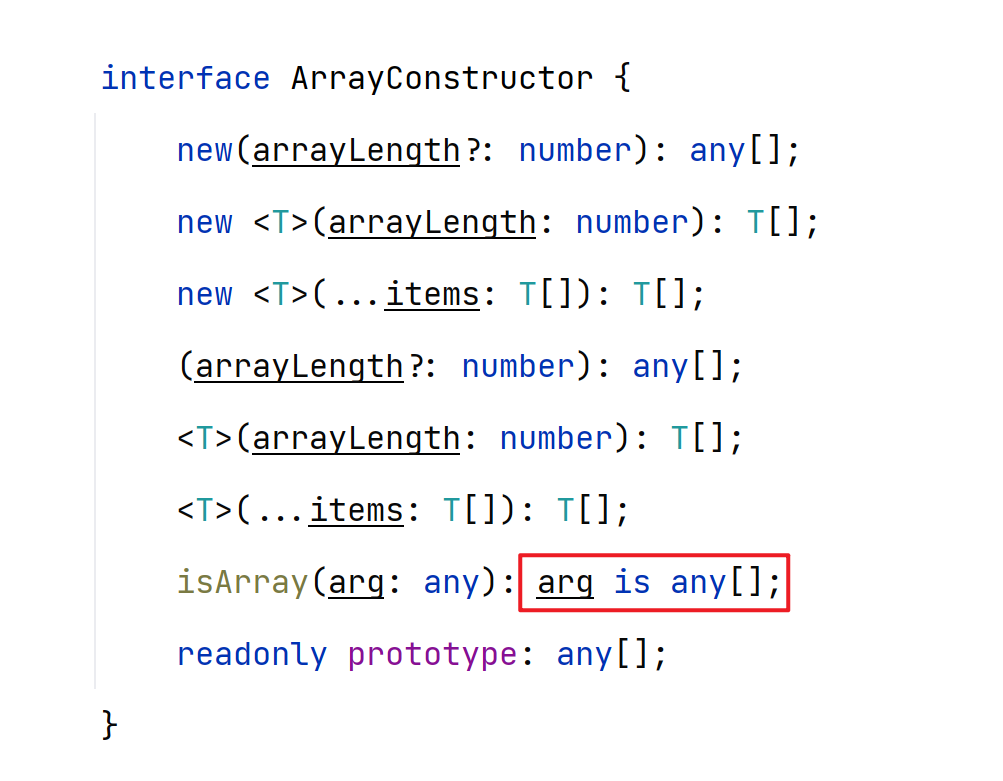 interface ArrayConstructor {
new(arrayLength?: number): any[];
new <T>(arrayLength: number): T[];
new <T>(...items: T[]): T[];
(arrayLength?: number): any[];
<T>(arrayLength: number): T[];
<T>(...items: T[]): T[];
isArray(arg: any): arg is any[];
readonly prototype: any[];
}